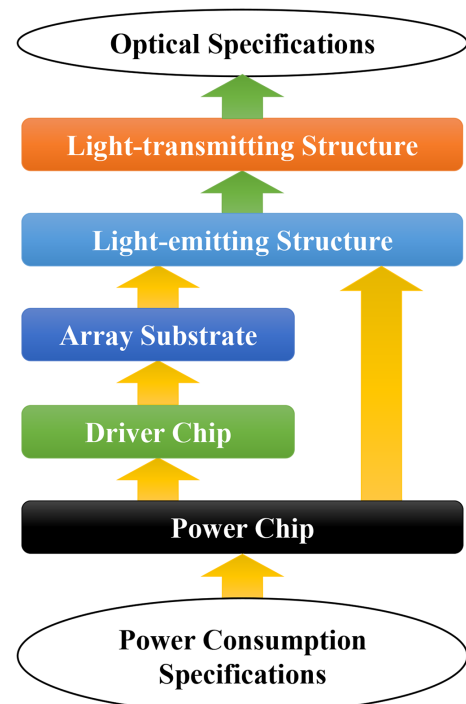 Optical Specifications
Light-transmitting Structure
Light-emitting Structure
Array Substrate
Driver Chip
Power Chip
Power Consumption
Specifications